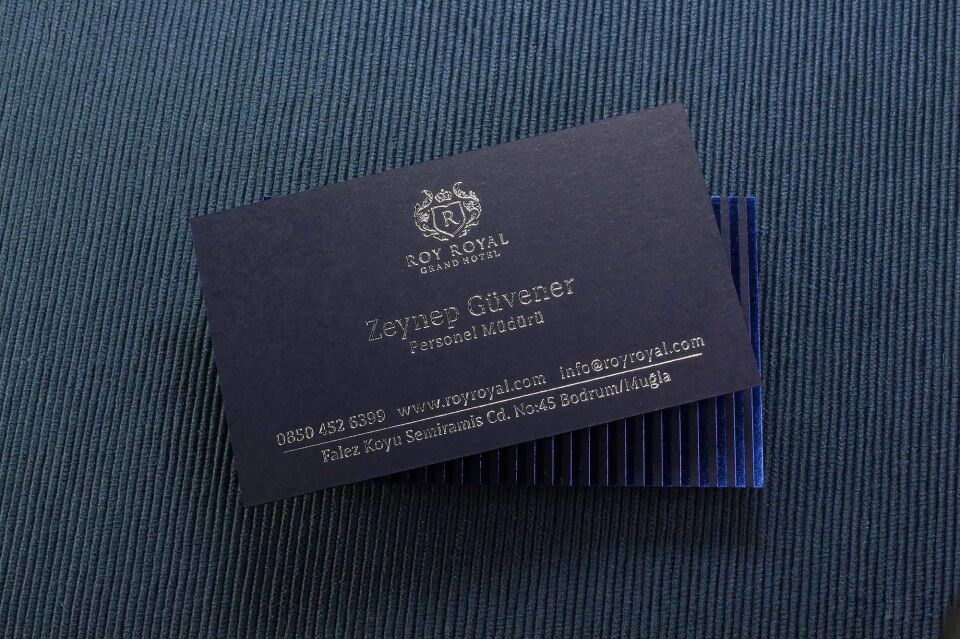 R
ROY ROYAL
GRAND HOTEL
Zeynep Güvener
Personel Müdürü
0850 452 6399 www.royroyal.com info@royroyal.com
Falez Koyu Semiramis Cd. No:45 Bodrum/Muğla